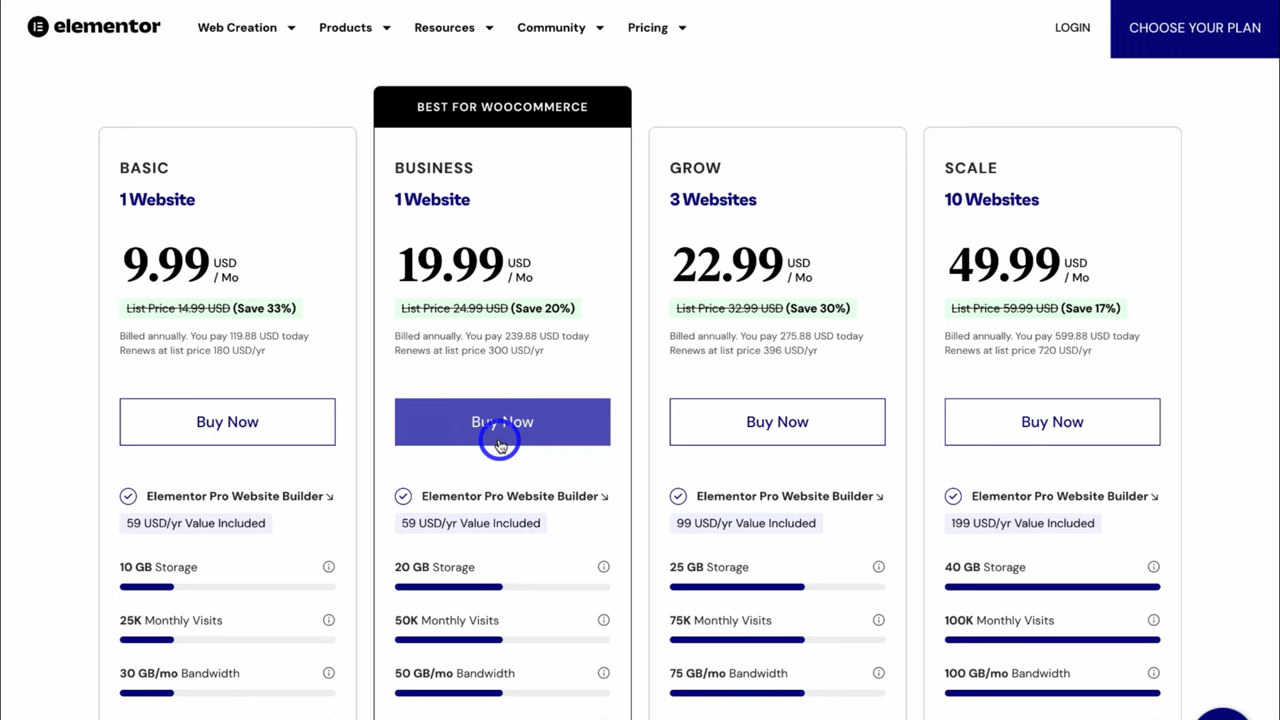 elementor
Web Creation
Products
Resources
Community
Pricing
LOGIN
CHOOSE YOUR PLAN
BEST FOR WOOCOMMERCE
BASIC
1 Website
9.99 USD / Mo
List Price 14.99 USD (Save 33%)
Billed annually. You pay 119.88 USD today
Renews at list price 180 USD/yr
Buy Now
Elementor Pro Website Builder
59 USD/yr Value Included
10 GB Storage
25K Monthly Visits
30 GB/mo Bandwidth
BUSINESS
1 Website
19.99 USD / Mo
List Price 24.99 USD (Save 20%)
Billed annually. You pay 239.88 USD today
Renews at list price 300 USD/yr
Buy Now
Elementor Pro Website Builder
59 USD/yr Value Included
20 GB Storage
50K Monthly Visits
50 GB/mo Bandwidth
GROW
3 Websites
22.99 USD / Mo
List Price 32.99 USD (Save 30%)
Billed annually. You pay 275.88 USD today
Renews at list price 396 USD/yr
Buy Now
Elementor Pro Website Builder
99 USD/yr Value Included
25 GB Storage
75K Monthly Visits
75 GB/mo Bandwidth
SCALE
10 Websites
49.99 USD / Mo
List Price 59.99 USD (Save 17%)
Billed annually. You pay 599.88 USD today
Renews at list price 720 USD/yr
Buy Now
Elementor Pro Website Builder
199 USD/yr Value Included
40 GB Storage
100K Monthly Visits
100 GB/mo Bandwidth